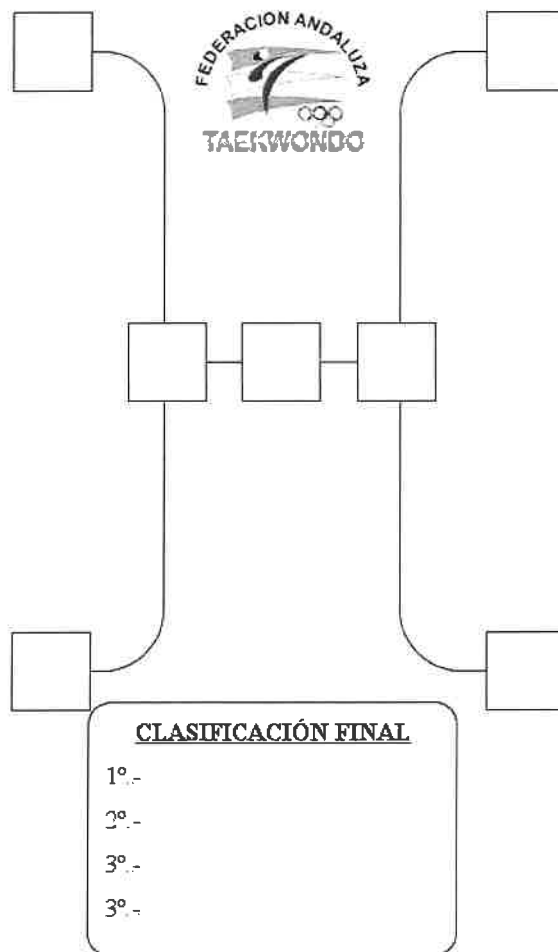 FEDERACION ANDALUZA
TAEKWONDO
CLASIFICACIÓN FINAL
1º.-
2º.-
3º.-
3º.-